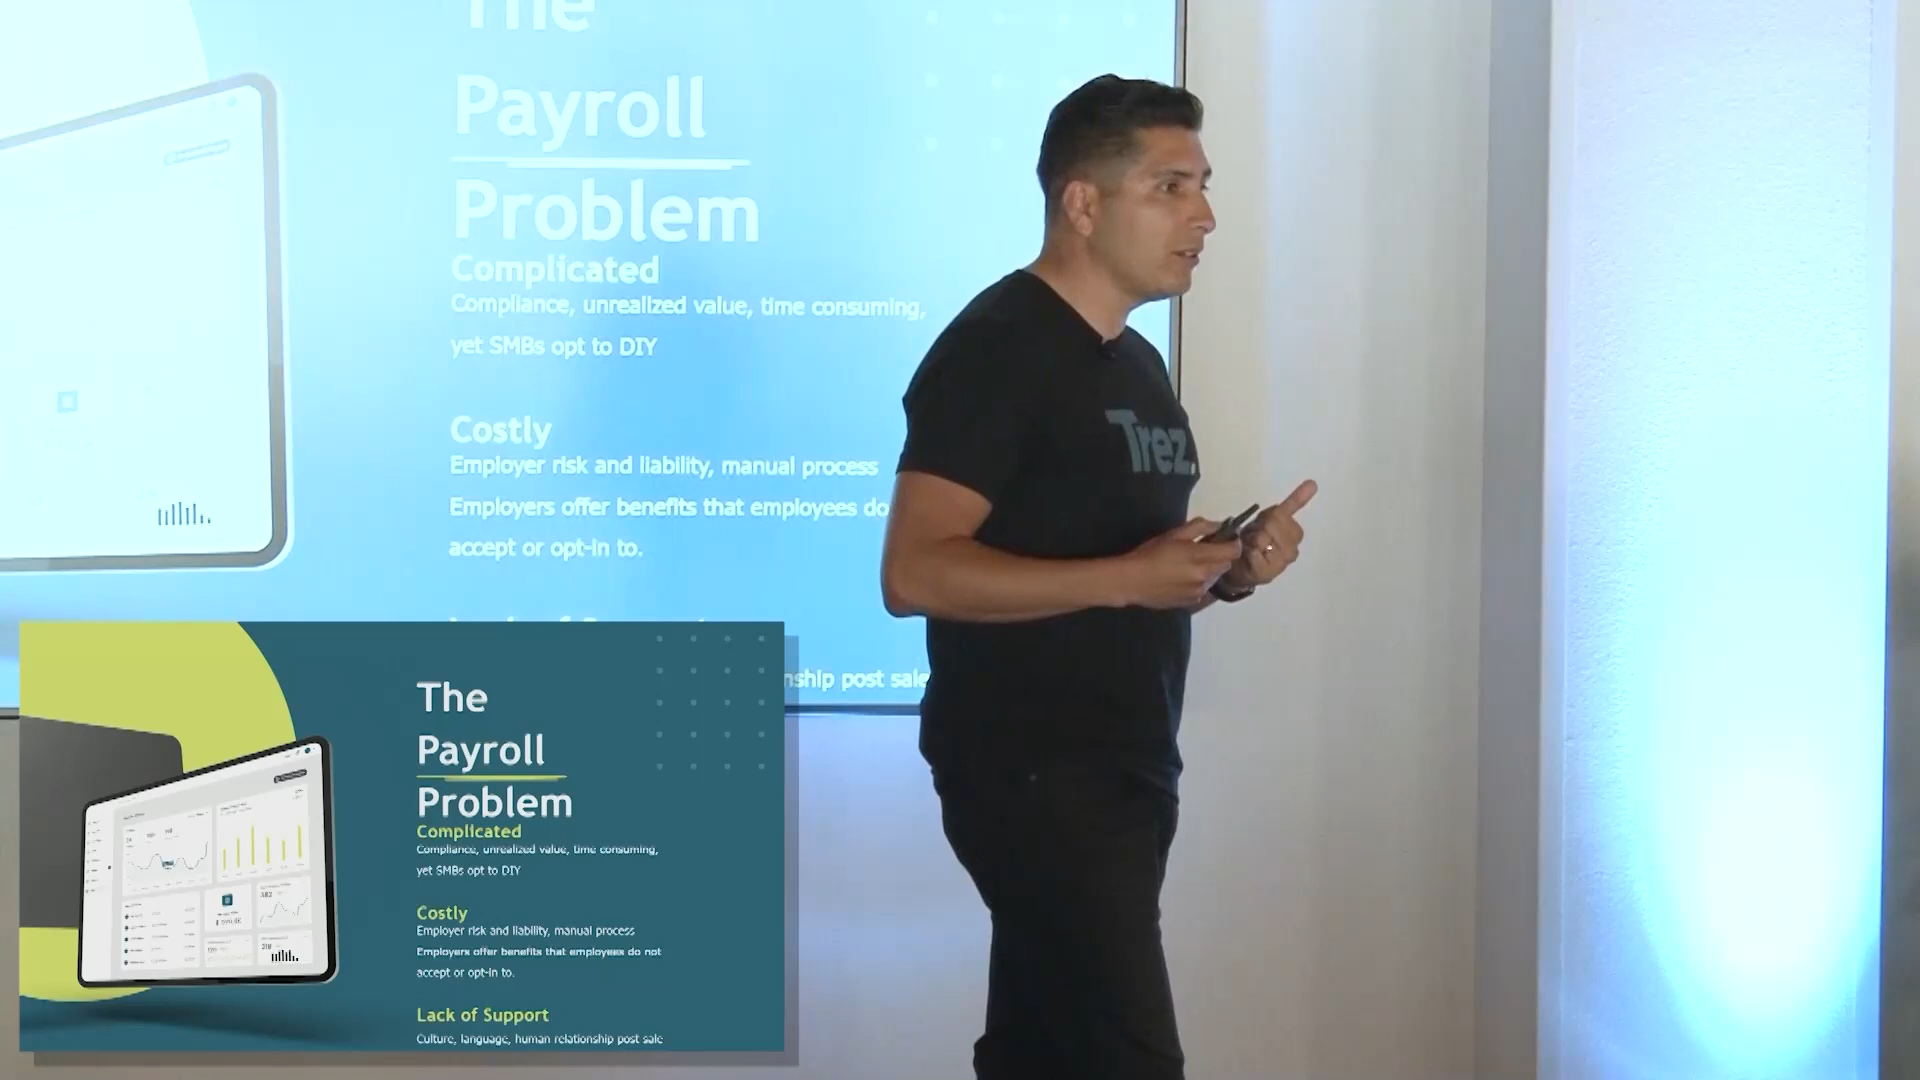 The
Payroll
Problem
Complicated
Compliance, unrealized value, time consuming,
yet SMBs opt to DIY
Costly
Employer risk and liability, manual process
Employers offer benefits that employees do
accept or opt-in to.
nship post sale
Trez.
The
Payroll
Problem
Complicated
Compliance, unrealized value, time consuming,
yet SMBs opt to DIY
Costly
Employer risk and liability, manual process
Employers offer benefits that employees do not
accept or opt-in to.
Lack of Support
Culture, language, human relationship post sale